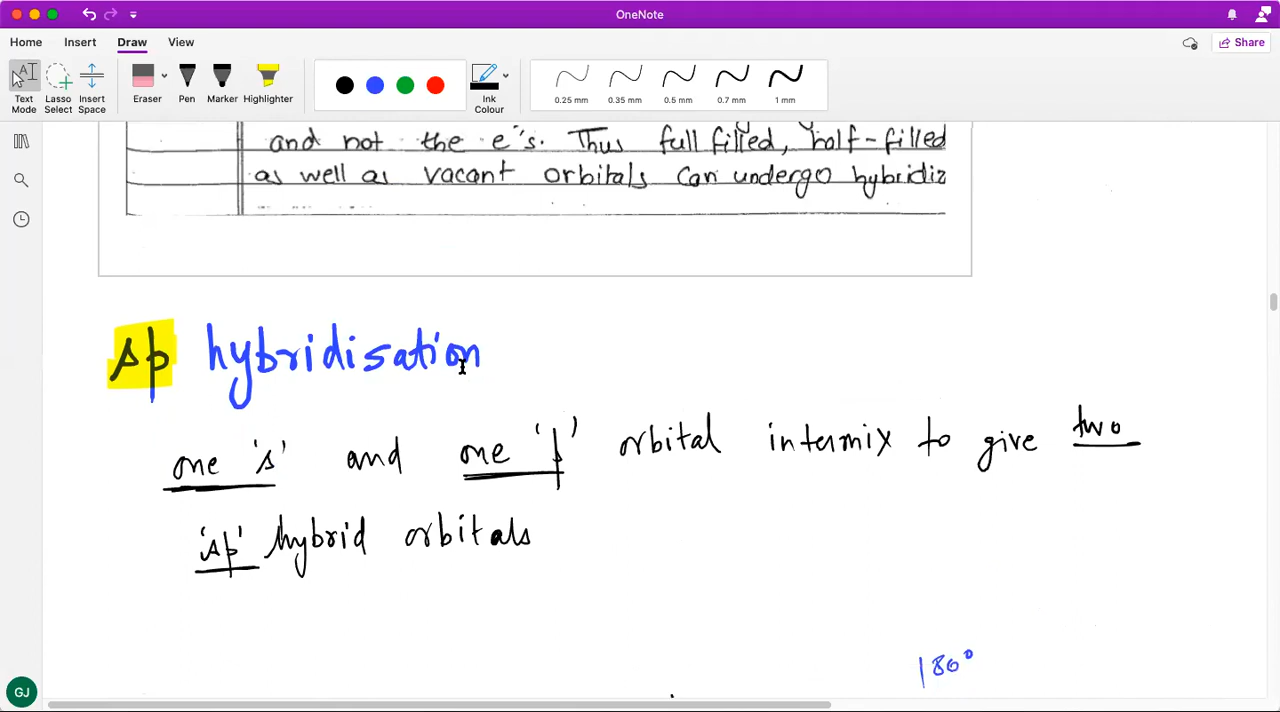 OneNote
Home Insert Draw View
Share
Text Mode
Lasso Select
Insert Space
Eraser
Pen
Marker
Highlighter
Ink Colour
0.25 mm 0.35 mm 0.5 mm 0.7 mm 1 mm
and not the e⁻s. Thus full filled, half-filled
as well as vacant orbitals can undergo hybridiz
sp hybridisation
one 's' and one 'p' orbital intermix to give two
'sp' hybrid orbitals
180°
GJ